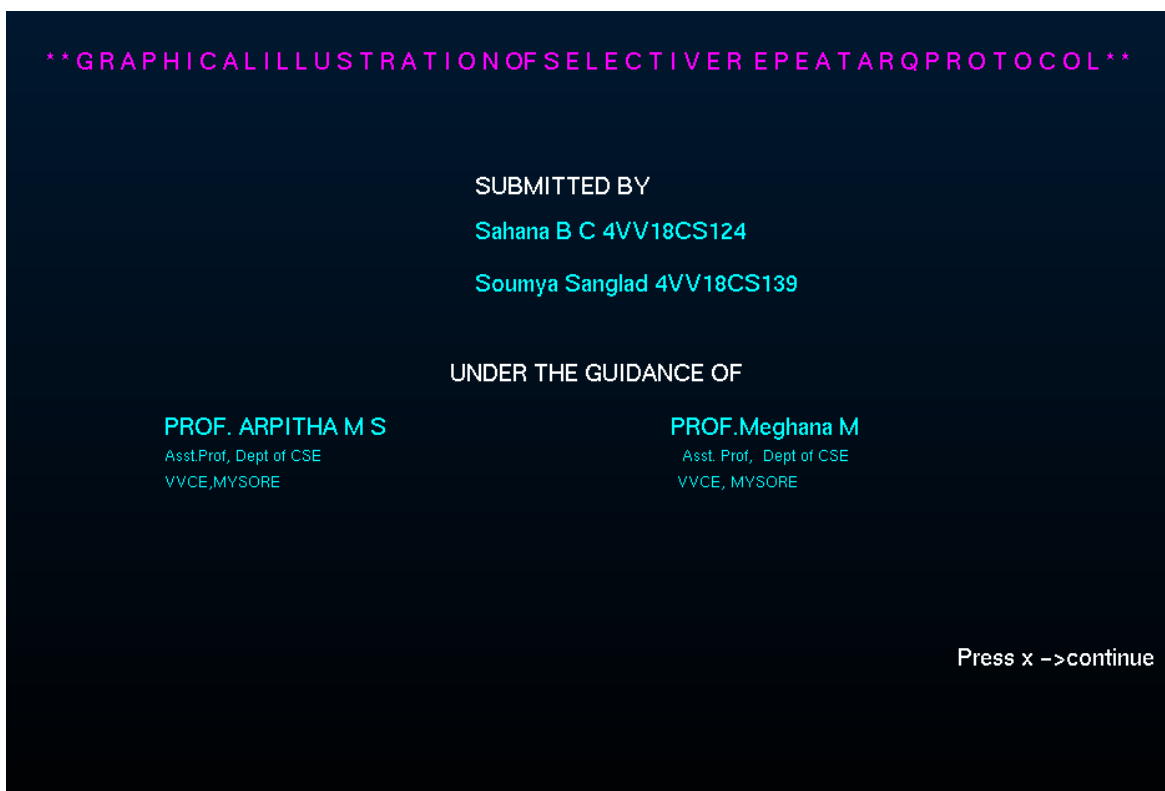 **GRAPHICALILLUSTRATIONOFSELECTIVER EPEATARQPROTOCOL**
SUBMITTED BY
Sahana B C 4VV18CS124
Soumya Sanglad 4VV18CS139
UNDER THE GUIDANCE OF
PROF. ARPITHA M S PROF.Meghana M
Asst.Prof, Dept of CSE Asst. Prof, Dept of CSE
VVCE,MYSORE VVCE, MYSORE
Press x –>continue